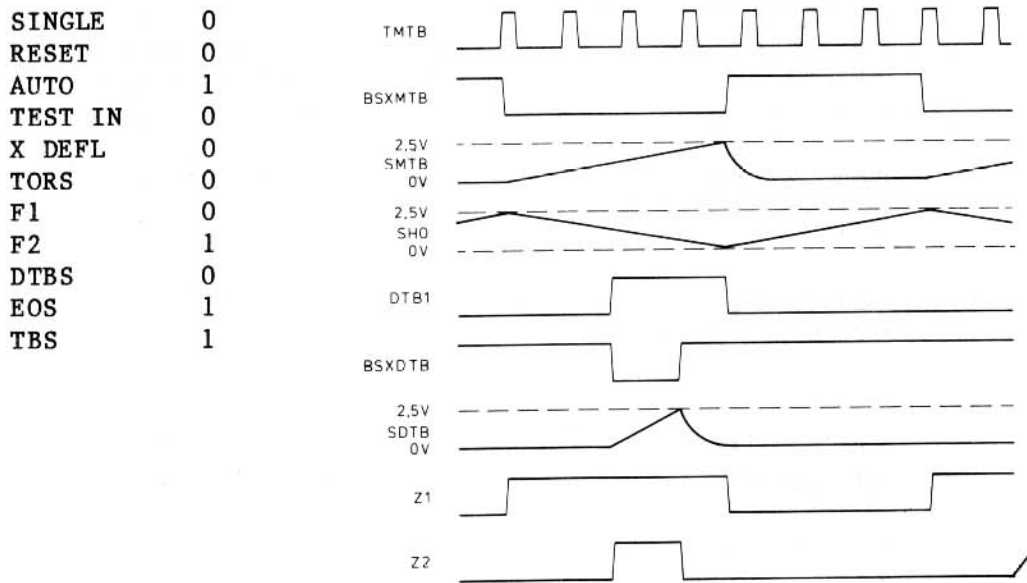 SINGLE 0
RESET 0
AUTO 1
TEST IN 0
X DEFL 0
TORS 0
F1 0
F2 1
DTBS 0
EOS 1
TBS 1
TMTB
BSXMTB
2,5V
SMTB
0V
2,5V
SHO
0V
DTB1
BSXDTB
2,5V
SDTB
0V
Z1
Z2